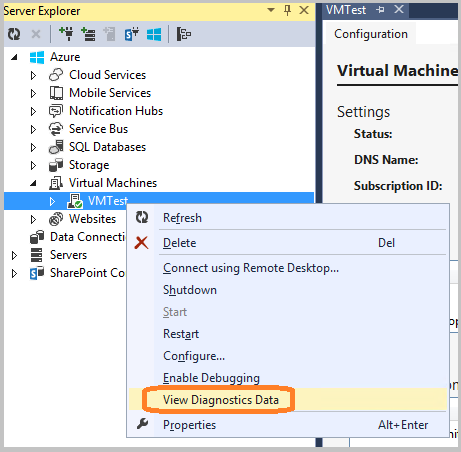 Server Explorer
VMTest
Configuration
Azure
Cloud Services
Mobile Services
Notification Hubs
Service Bus
SQL Databases
Storage
Virtual Machines
VMTest
Websites
Data Connecti
Servers
SharePoint Co
Virtual Machine
Settings
Status:
DNS Name:
Subscription ID:
Refresh
Delete Del
Connect using Remote Desktop...
Shutdown
Start
Restart
Configure...
Enable Debugging
View Diagnostics Data
Properties Alt+Enter